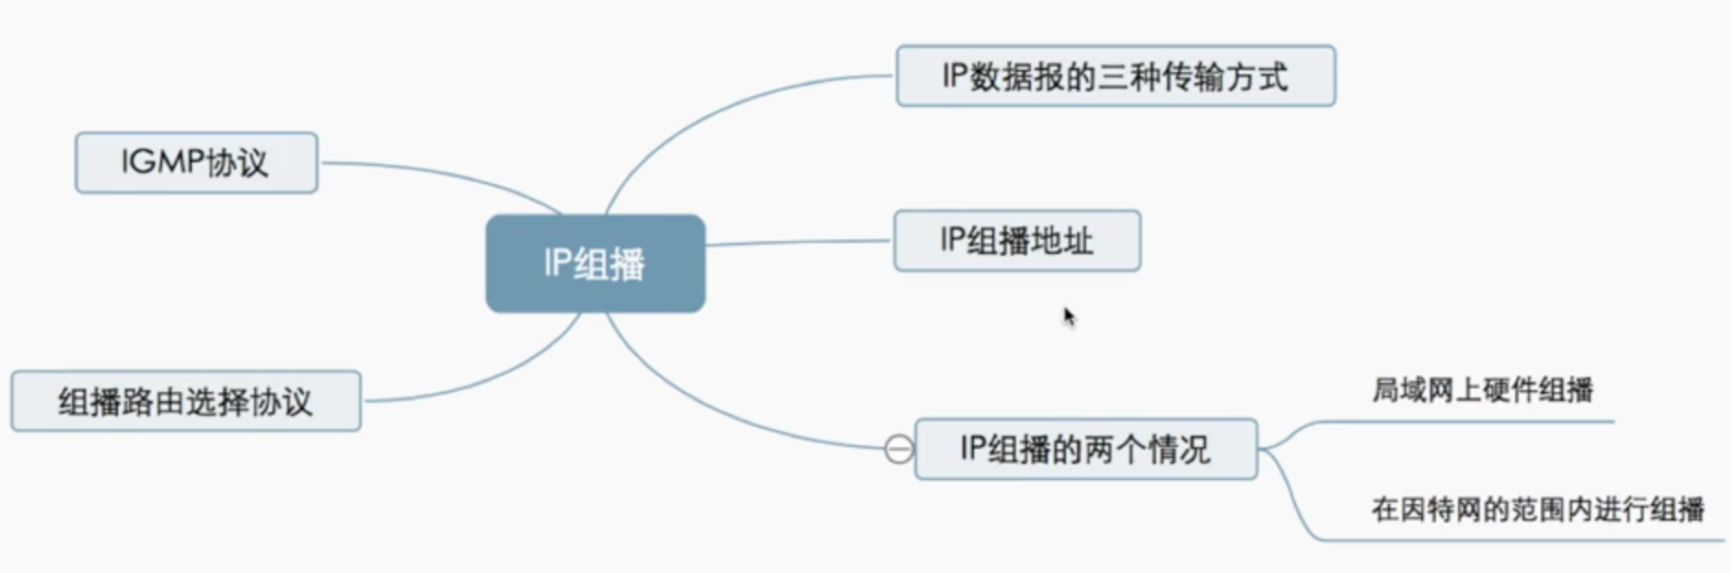 IP数据报的三种传输方式
IGMP协议
IP组播地址
IP组播
组播路由选择协议
局域网上硬件组播
IP组播的两个情况
在因特网的范围内进行组播